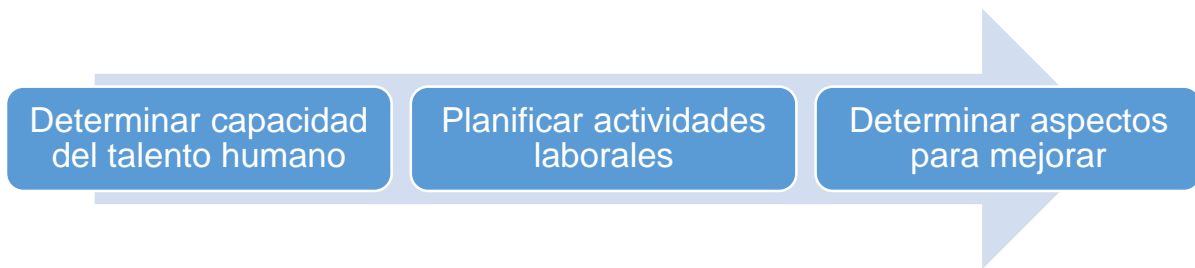 Determinar capacidad
del talento humano
Planificar actividades
laborales
Determinar aspectos
para mejorar